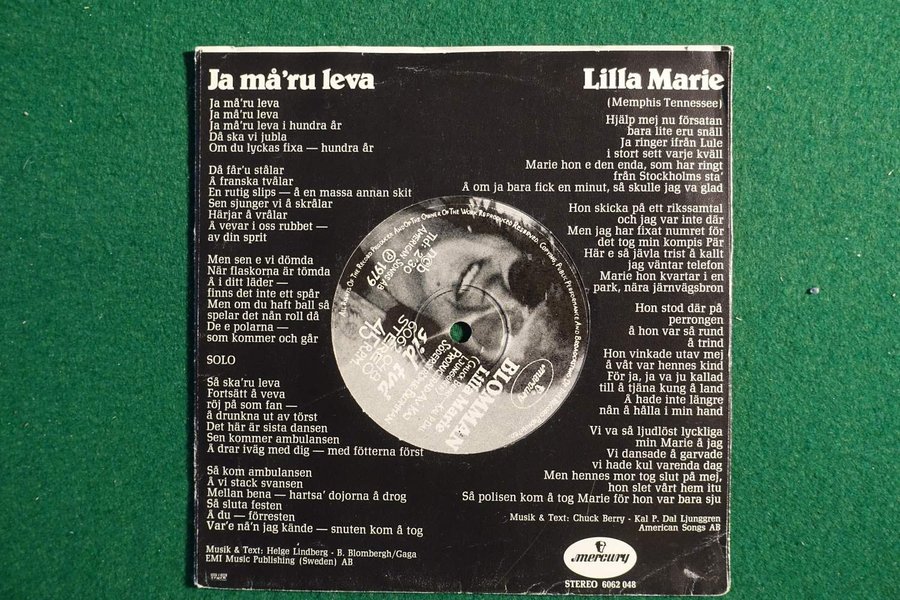 Ja må'ru leva
Ja må'ru leva
Ja må'ru leva
Ja må'ru leva i hundra år
Då ska vi jubla
Om du lyckas fixa — hundra år
Då får'u stålar
Å franska tvålar
En rutig slips — å en massa annan skit
Sen sjunger vi å skrålar
Härjar å vrålar
Å vevar i oss rubbet —
av din sprit
Men sen e vi dömda
När flaskorna är tömda
Å i ditt läder —
finns det inte ett spår
Men om du haft ball så
spelar det nån roll då
De e polarna —
som kommer och går
SOLO
Så ska'ru leva
Fortsätt å veva
röj på som fan —
å drunkna ut av törst
Det här är sista dansen
Sen kommer ambulansen
Å drar iväg med dig — med fötterna först
Så kom ambulansen
Å vi stack svansen
Mellan bena — hartsa' dojorna å drog
Så sluta festen
Å du — förresten
Var'e nå'n jag kände — snuten kom å tog
Musik & Text: Helge Lindberg - B. Blombergh/Gaga
EMI Music Publishing (Sweden) AB
Lilla Marie
(Memphis Tennessee)
Hjälp mej nu försatan
bara lite eru snäll
Ja ringer ifrån Lule
i stort sett varje kväll
Marie hon e den enda, som har ringt
från Stockholms sta'
Å om ja bara fick en minut, så skulle jag va glad
Hon skicka på ett rikssamtal
och jag var inte där
Men jag har fixat numret för
det tog min kompis Pär
Här e så jävla trist å kallt
jag väntar telefon
Marie hon kvartar i en
park, nära järnvägsbron
Hon stod där på
perrongen
å hon var så rund
å trind
Hon vinkade utav mej
å våt var hennes kind
För ja, ja va ju kallad
till å tjäna kung å land
Å hade inte längre
nån å hålla i min hand
Vi va så ljudlöst lyckliga
min Marie å jag
Vi dansade å garvade
vi hade kul varenda dag
Men hennes mor tog slut på mej,
hon slet vårt hem itu
Så polisen kom å tog Marie för hon var bara sju
Musik & Text: Chuck Berry - Kal P. Dal Ljunggren
American Songs AB
mercury
STEREO 6062 048
BLOMMAN
Lilla Marie
mercury
STEREO
45 RPM
Tid: 2'30
AMERICAN SONGS AB
℗ 1979